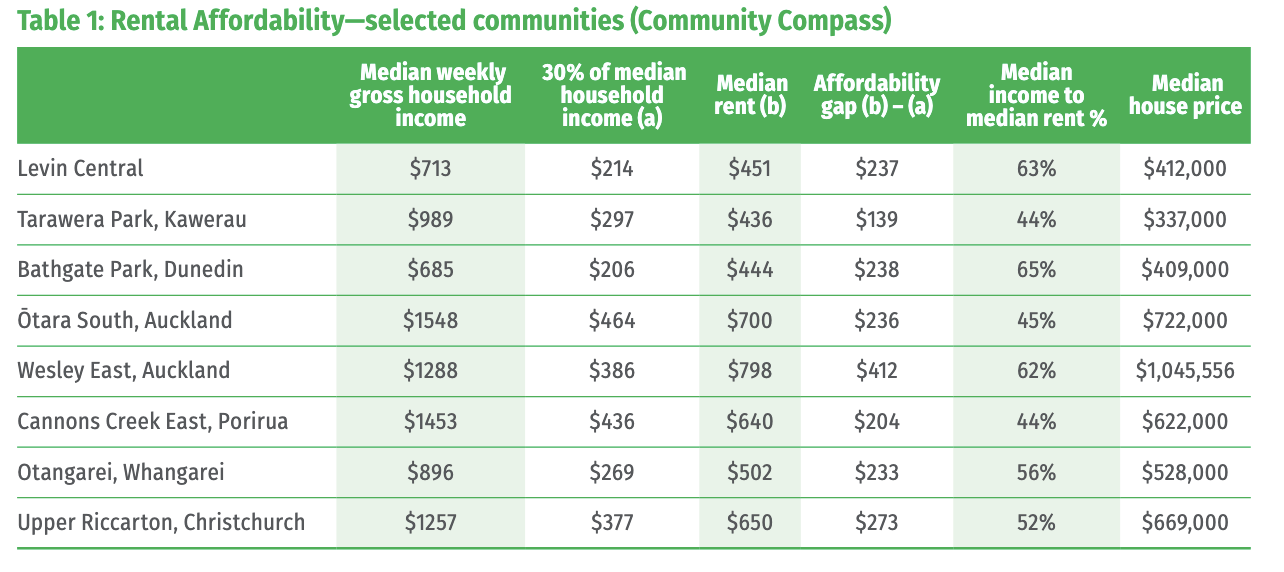 Table 1: Rental Affordability—selected communities (Community Compass)
Median weekly gross household income 30% of median household income (a) Median rent (b) Affordability gap (b) – (a) Median income to median rent % Median house price
Levin Central $713 $214 $451 $237 63% $412,000
Tarawera Park, Kawerau $989 $297 $436 $139 44% $337,000
Bathgate Park, Dunedin $685 $206 $444 $238 65% $409,000
Ōtara South, Auckland $1548 $464 $700 $236 45% $722,000
Wesley East, Auckland $1288 $386 $798 $412 62% $1,045,556
Cannons Creek East, Porirua $1453 $436 $640 $204 44% $622,000
Otangarei, Whangarei $896 $269 $502 $233 56% $528,000
Upper Riccarton, Christchurch $1257 $377 $650 $273 52% $669,000